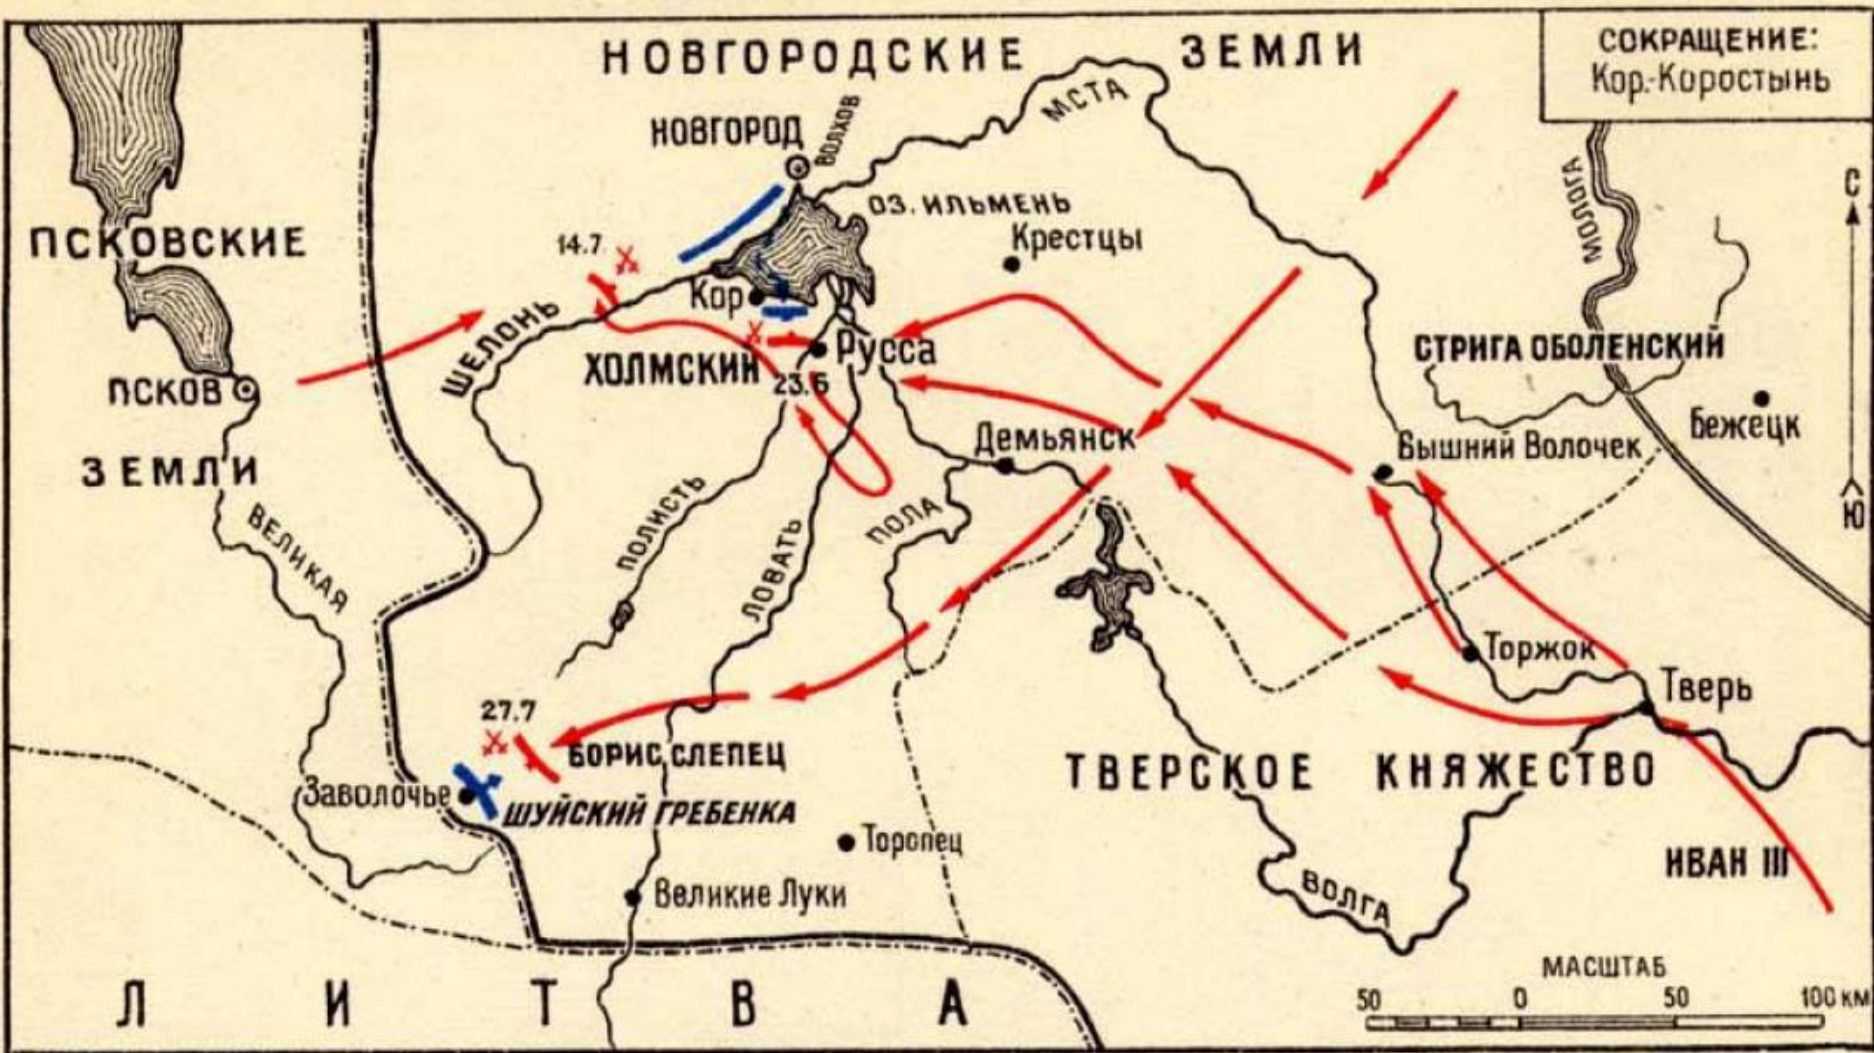 СОКРАЩЕНИЕ:
Кор.-Коростынь
НОВГОРОДСКИЕ ЗЕМЛИ
МСТА
НОВГОРОД
ВОЛХОВ
ОЗ. ИЛЬМЕНЬ
Крестцы
МОЛОГА
С
Ю
ПСКОВСКИЕ
ЗЕМЛИ
14.7
Кор
ШЕЛОНЬ
ХОЛМСКИЙ
Русса
23.6
ПСКОВ
СТРИГА ОБОЛЕНСКИЙ
Бежецк
Демьянск
Вышний Волочек
ВЕЛИКАЯ
ПОЛИСТЬ
ЛОВАТЬ
ПОЛА
Торжок
Тверь
27.7
БОРИС СЛЕПЕЦ
Заволочье
ШУЙСКИЙ ГРЕБЕНКА
ТВЕРСКОЕ КНЯЖЕСТВО
Торопец
Великие Луки
ВОЛГА
ИВАН III
ЛИТВА
МАСШТАБ
50 0 50 100 км